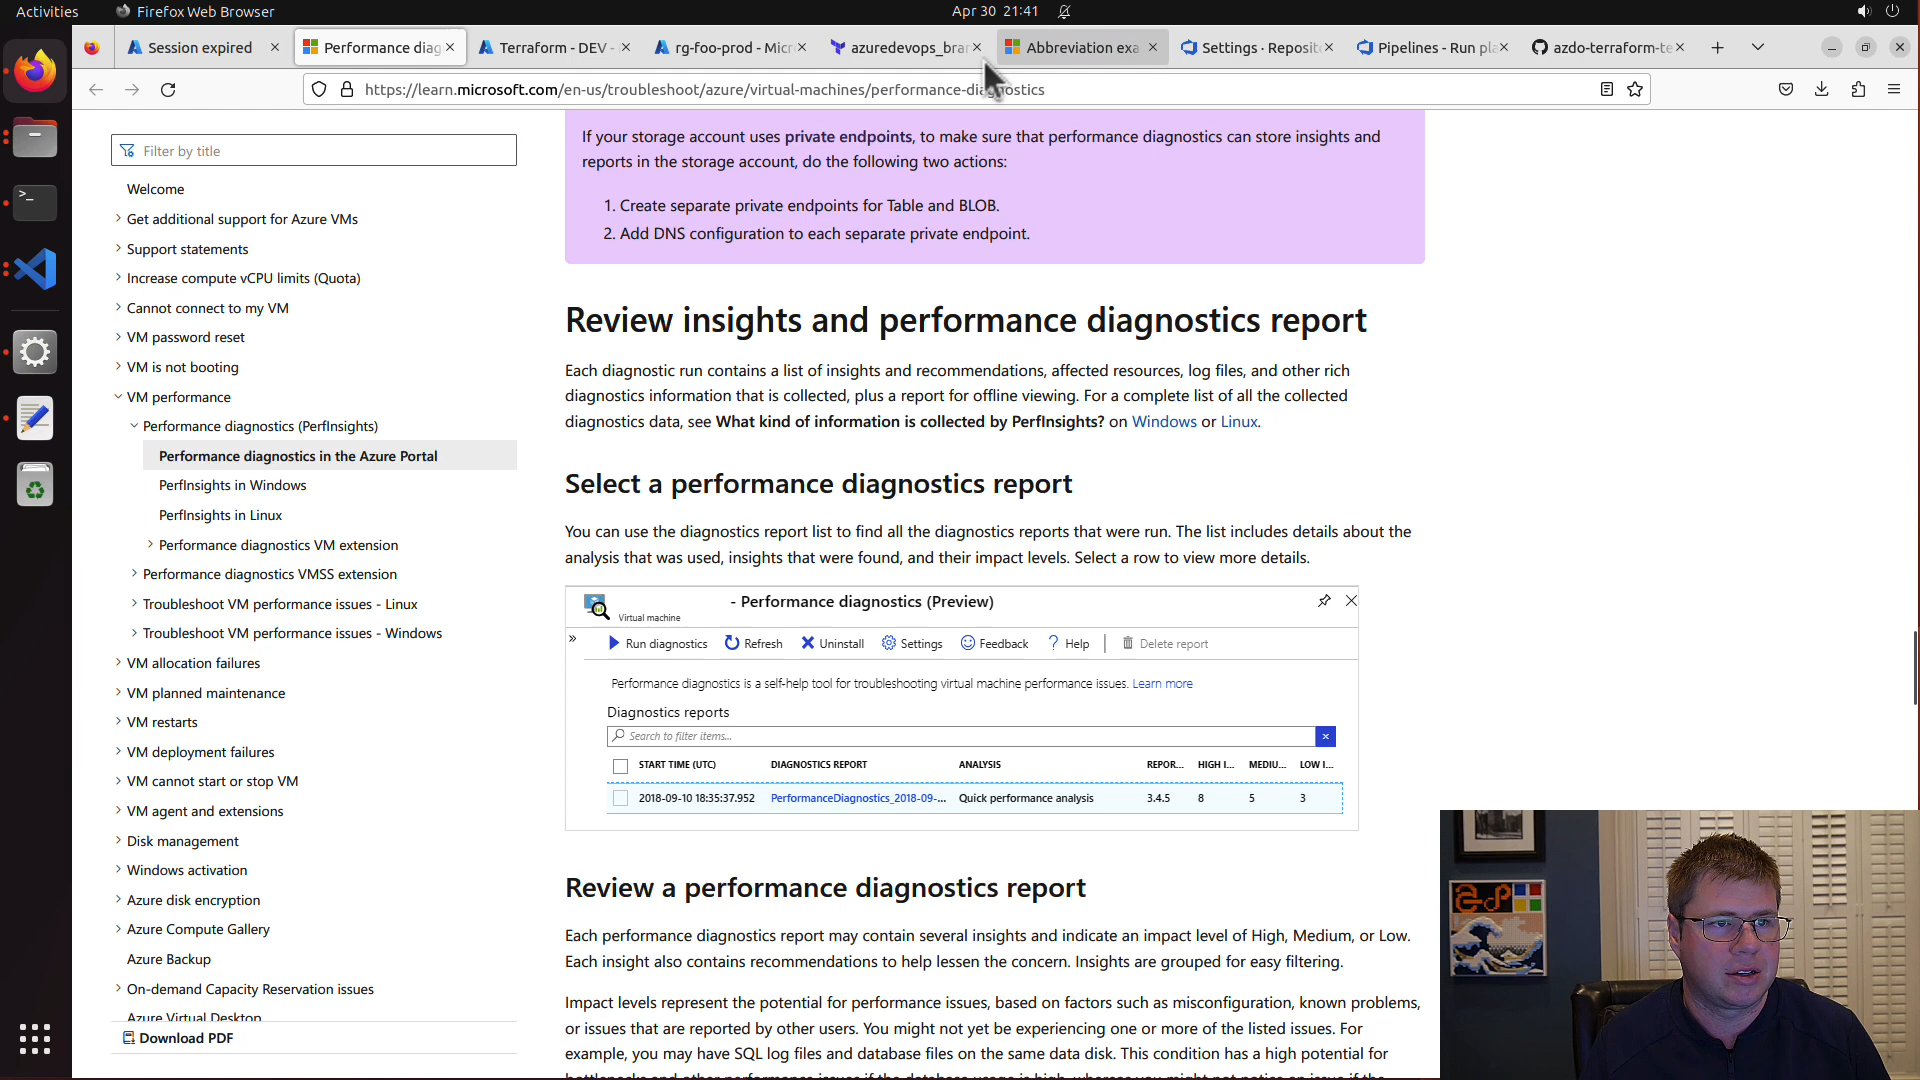 Activities
Firefox Web Browser
Apr 30 21:41
Session expired
Performance diag
Terraform - DEV -
rg-foo-prod - Micr
azuredevops_bra
Abbreviation exa
Settings · Reposit
Pipelines - Run pla
azdo-terraform-te
https://learn.microsoft.com/en-us/troubleshoot/azure/virtual-machines/performance-diagnostics
Filter by title
Welcome
Get additional support for Azure VMs
Support statements
Increase compute vCPU limits (Quota)
Cannot connect to my VM
VM password reset
VM is not booting
VM performance
Performance diagnostics (PerfInsights)
Performance diagnostics in the Azure Portal
PerfInsights in Windows
PerfInsights in Linux
Performance diagnostics VM extension
Performance diagnostics VMSS extension
Troubleshoot VM performance issues - Linux
Troubleshoot VM performance issues - Windows
VM allocation failures
VM planned maintenance
VM restarts
VM deployment failures
VM cannot start or stop VM
VM agent and extensions
Disk management
Windows activation
Azure disk encryption
Azure Compute Gallery
Azure Backup
On-demand Capacity Reservation issues
Azure Virtual Desktop
Download PDF
If your storage account uses private endpoints, to make sure that performance diagnostics can store insights and
reports in the storage account, do the following two actions:
1. Create separate private endpoints for Table and BLOB.
2. Add DNS configuration to each separate private endpoint.
Review insights and performance diagnostics report
Each diagnostic run contains a list of insights and recommendations, affected resources, log files, and other rich
diagnostics information that is collected, plus a report for offline viewing. For a complete list of all the collected
diagnostics data, see What kind of information is collected by PerfInsights? on Windows or Linux.
Select a performance diagnostics report
You can use the diagnostics report list to find all the diagnostics reports that were run. The list includes details about the
analysis that was used, insights that were found, and their impact levels. Select a row to view more details.
- Performance diagnostics (Preview)
Virtual machine
Run diagnostics Refresh Uninstall Settings Feedback ? Help Delete report
Performance diagnostics is a self-help tool for troubleshooting virtual machine performance issues. Learn more
Diagnostics reports
Search to filter items...
START TIME (UTC) DIAGNOSTICS REPORT ANALYSIS REPOR... HIGH I... MEDIU... LOW I...
2018-09-10 18:35:37.952 PerformanceDiagnostics_2018-09-... Quick performance analysis 3.4.5 8 5 3
Review a performance diagnostics report
Each performance diagnostics report may contain several insights and indicate an impact level of High, Medium, or Low.
Each insight also contains recommendations to help lessen the concern. Insights are grouped for easy filtering.
Impact levels represent the potential for performance issues, based on factors such as misconfiguration, known problems,
or issues that are reported by other users. You might not yet be experiencing one or more of the listed issues. For
example, you may have SQL log files and database files on the same data disk. This condition has a high potential for